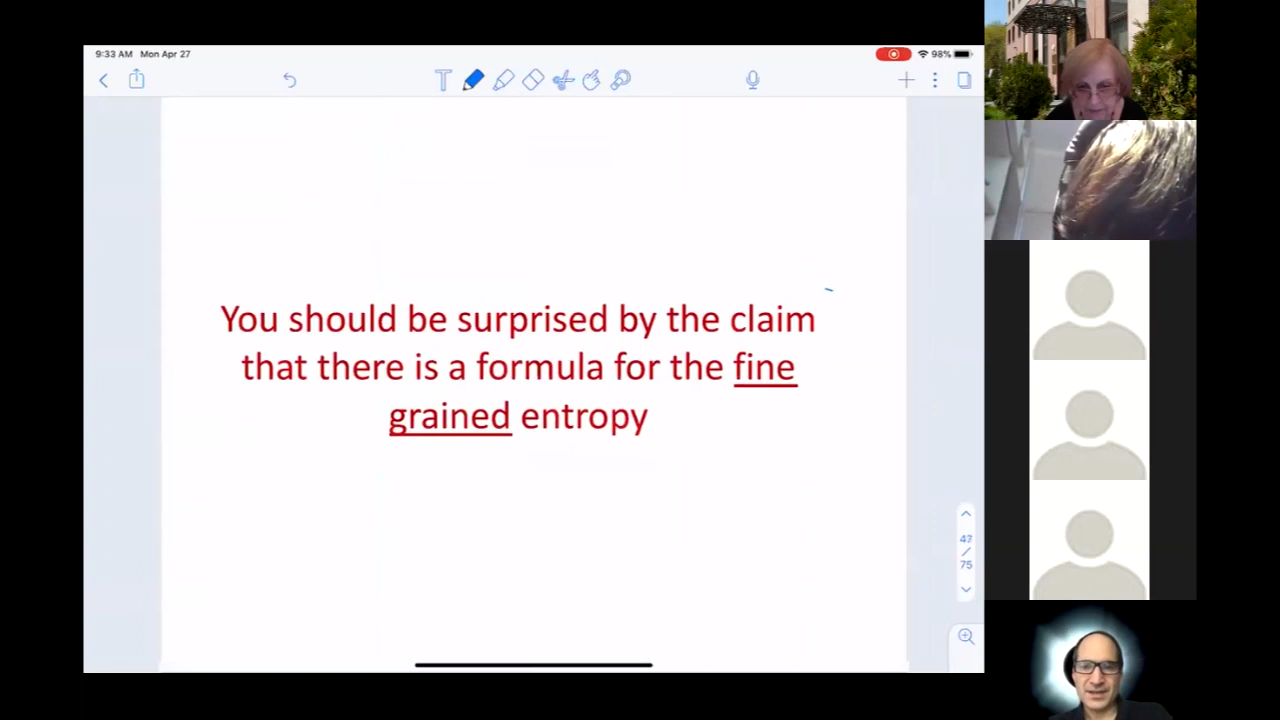 9:33 AM Mon Apr 27
98%
T
You should be surprised by the claim
that there is a formula for the fine
grained entropy
47
/
75